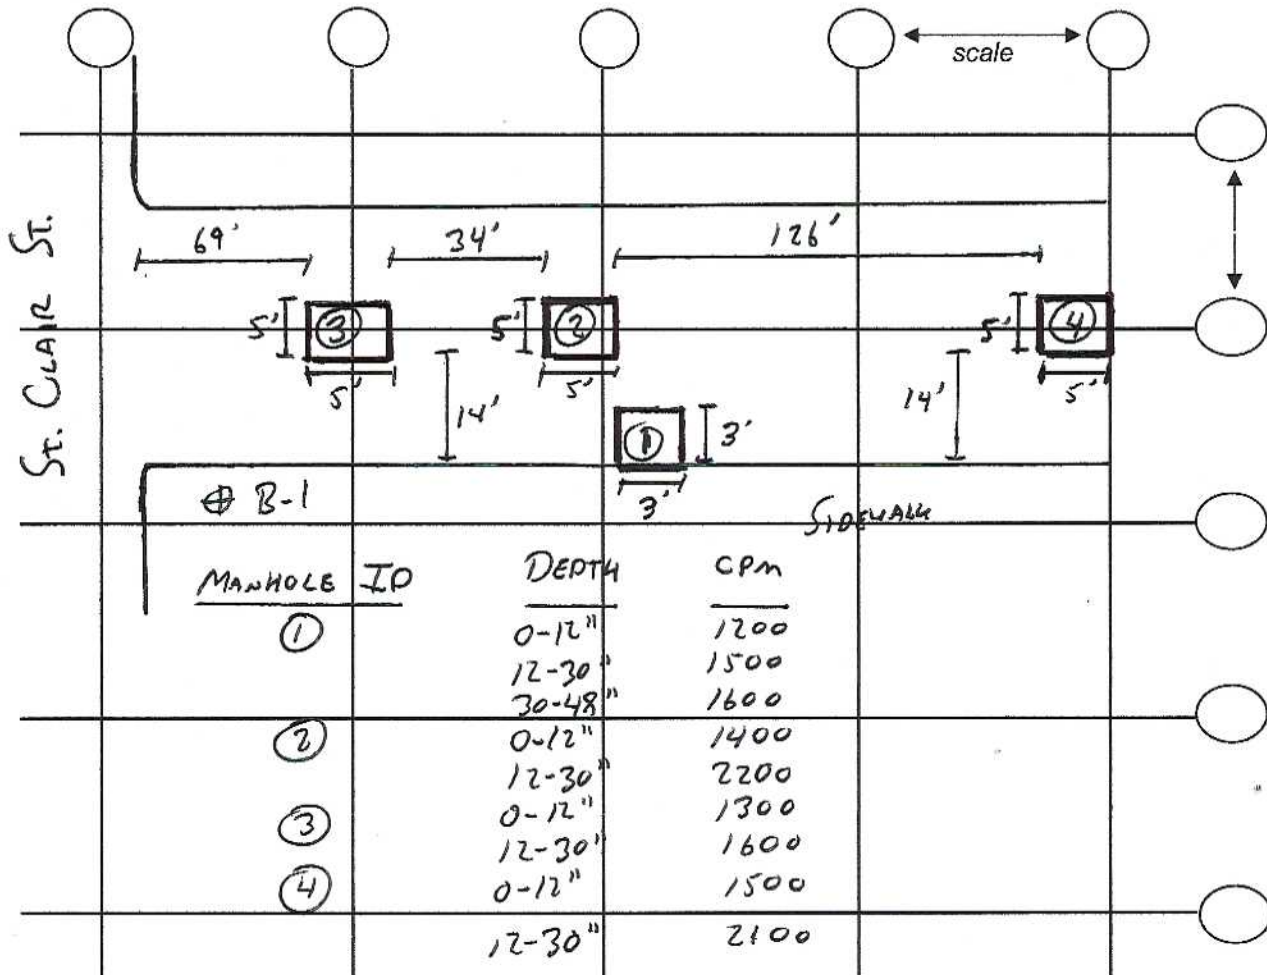 scale
St. Clair St.
69' 34' 126'
5' 3 5' 2 5' 4
5' 5' 5'
14' 14'
1 3'
3'
B-1
Sidewalk
Manhole ID Depth CPM
1 0-12" 1200
12-30" 1500
30-48" 1600
2 0-12" 1400
12-30" 2200
3 0-12" 1300
12-30" 1600
4 0-12" 1500
12-30" 2100